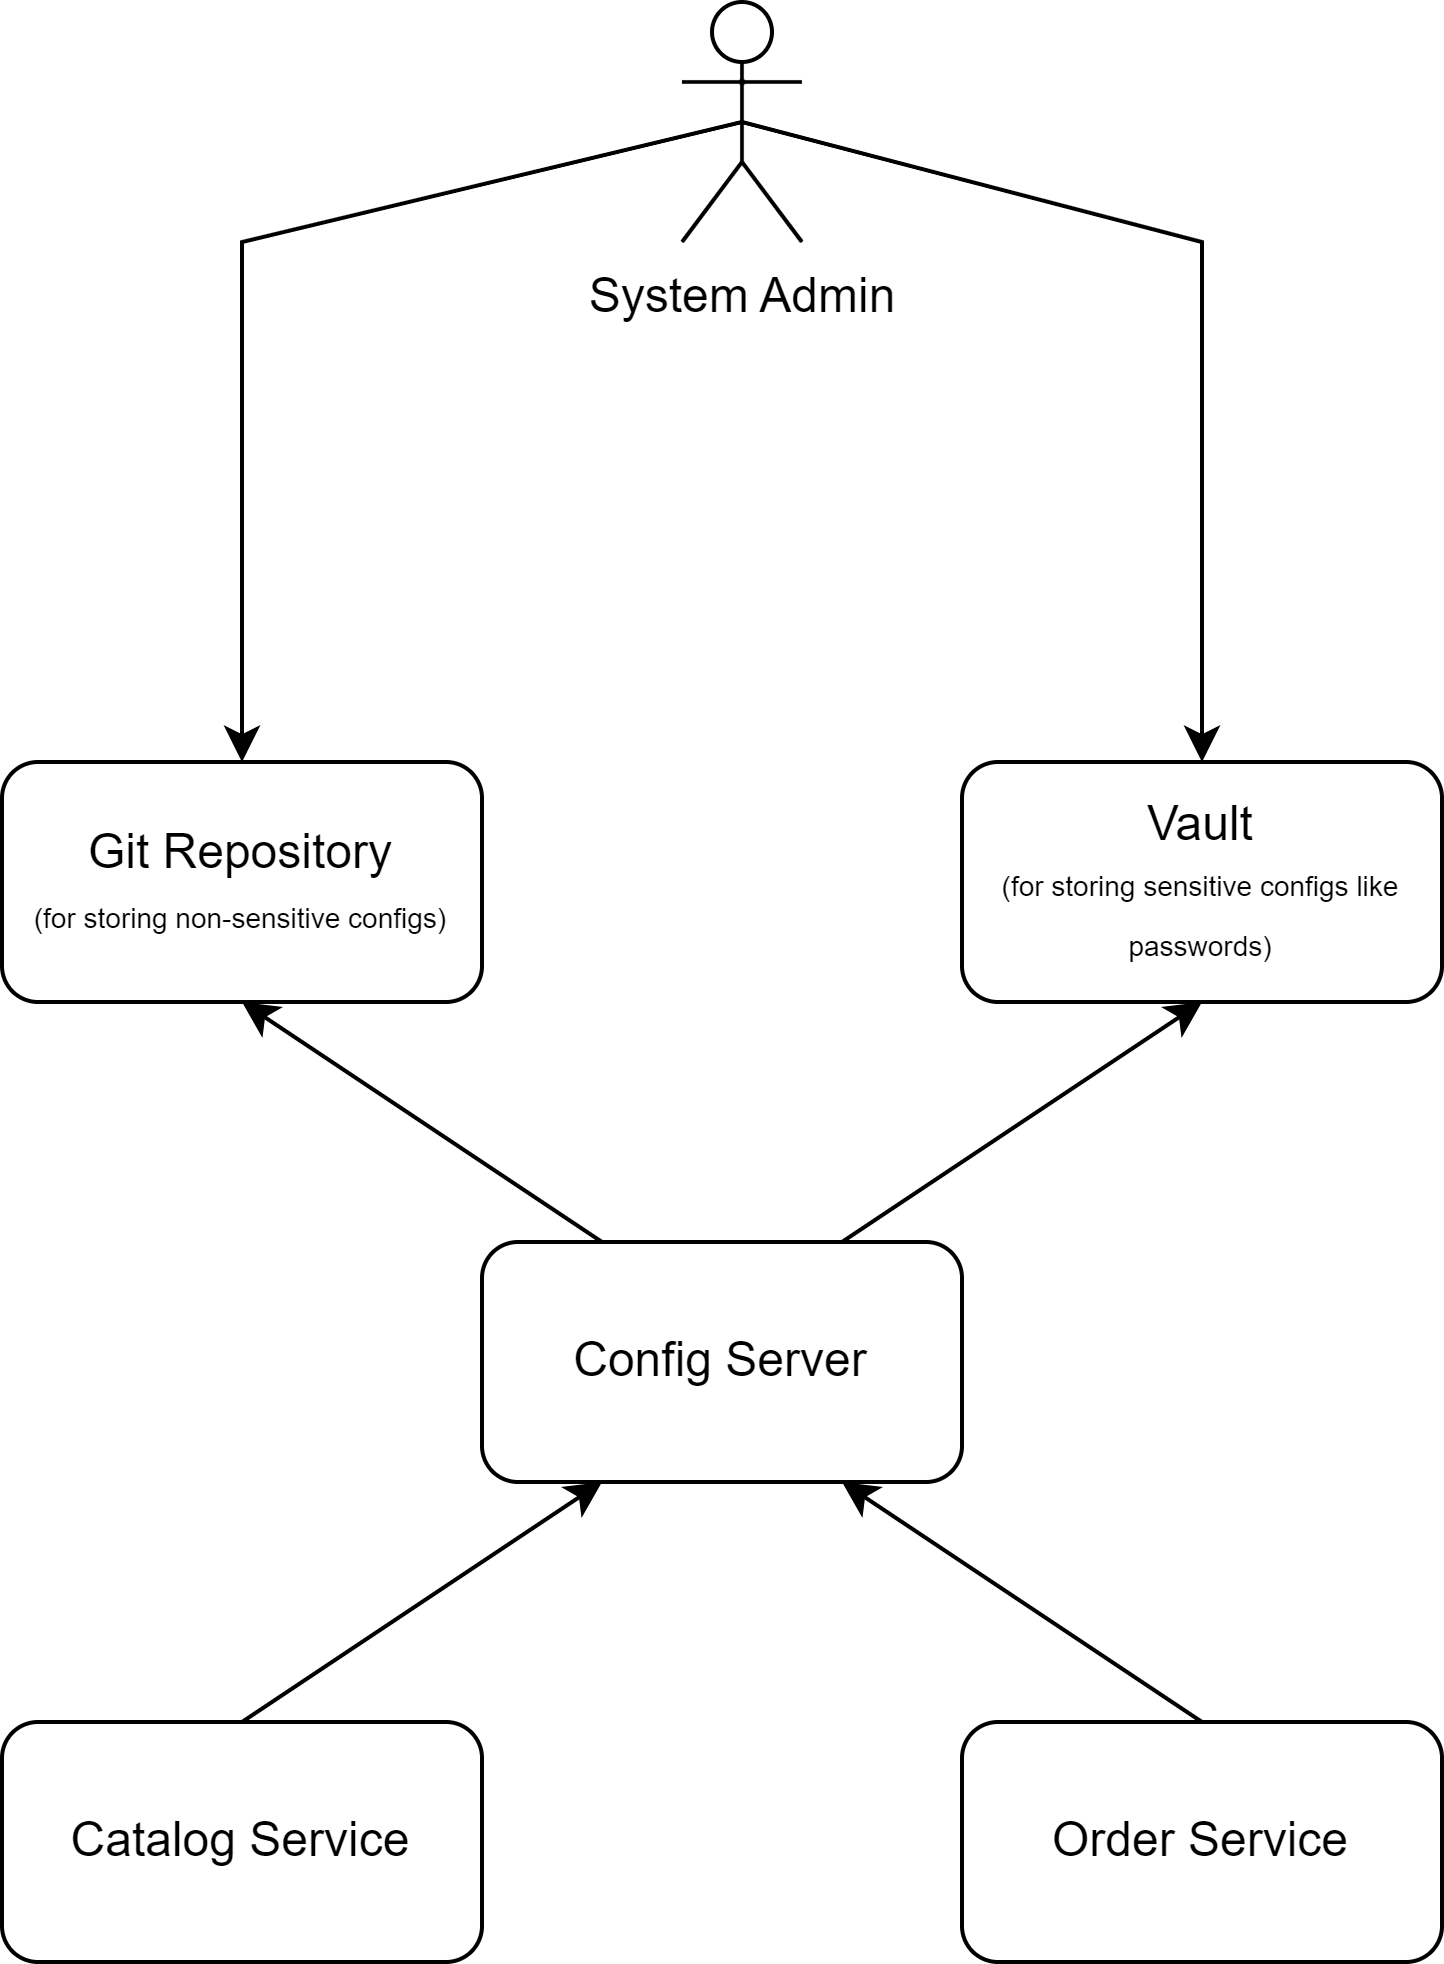 System Admin
Git Repository
(for storing non-sensitive configs)
Vault
(for storing sensitive configs like
passwords)
Config Server
Catalog Service
Order Service